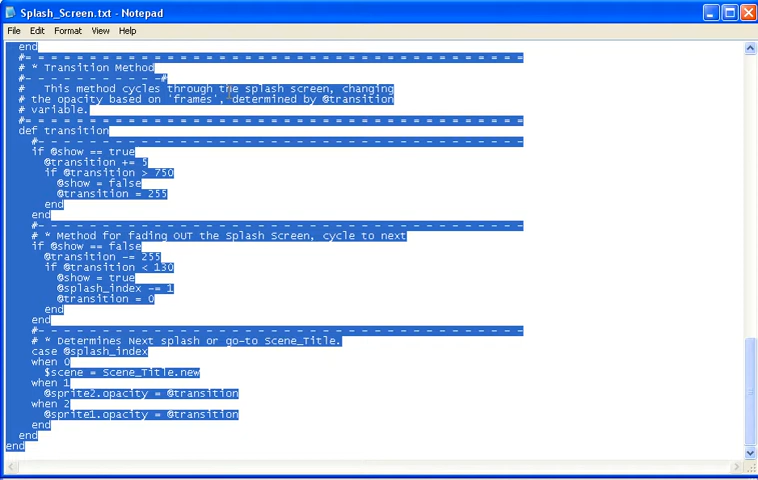 Splash_Screen.txt - Notepad
File Edit Format View Help
end
#= = = = = = = = = = = = = = = = = = = = = = = = = = = = = = = = = = = = = =
# * Transition Method
#- - - - - - - - - - -#
#   This method cycles through the splash screen, changing
# the opacity based on 'frames', determined by @transition
# variable.
#= = = = = = = = = = = = = = = = = = = = = = = = = = = = = = = = = = = = = =
def transition
#- - - - - - - - - - - - - - - - - - - - - - - - - - - - - - - - - - - - -
if @show == true
@transition += 5
if @transition > 750
@show = false
@transition = 255
end
end
#- - - - - - - - - - - - - - - - - - - - - - - - - - - - - - - - - - - - -
# * Method for fading OUT the Splash Screen, cycle to next
if @show == false
@transition -= 255
if @transition < 130
@show = true
@splash_index -= 1
@transition = 0
end
end
#- - - - - - - - - - - - - - - - - - - - - - - - - - - - - - - - - - - - -
# * Determines Next splash or go-to Scene_Title.
case @splash_index
when 0
$scene = Scene_Title.new
when 1
@sprite2.opacity = @transition
when 2
@sprite1.opacity = @transition
end
end
end